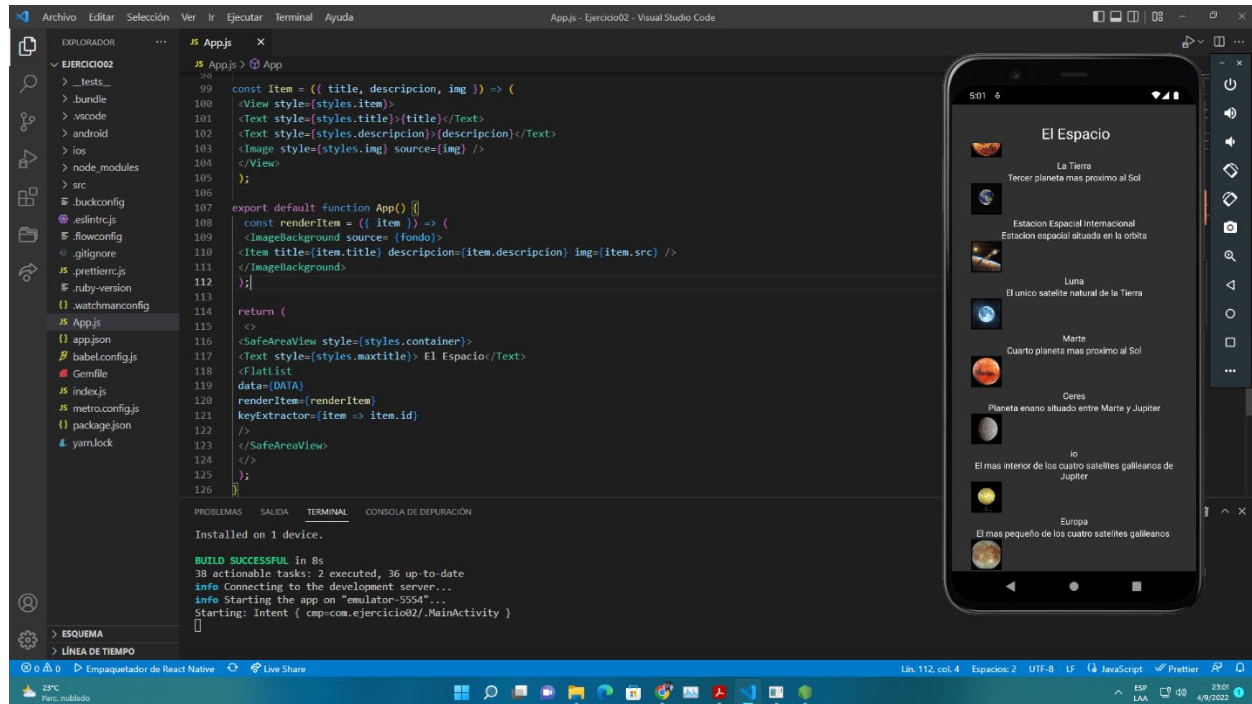 Archivo Editar Selección Ver Ir Ejecutar Terminal Ayuda
App.js - Ejercicio02 - Visual Studio Code
EXPLORADOR
EJERCICIO02
__tests__
.bundle
.vscode
android
ios
node_modules
src
.buckconfig
.eslintrc.js
.flowconfig
.gitignore
JS .prettierrc.js
.ruby-version
{} .watchmanconfig
JS App.js
{} app.json
babel.config.js
Gemfile
JS index.js
JS metro.config.js
{} package.json
yarn.lock
ESQUEMA
LÍNEA DE TIEMPO
JS App.js
JS App.js > App
98
99 const Item = ({ title, descripcion, img }) => (
100 <View style={styles.item}>
101 <Text style={styles.title}>{title}</Text>
102 <Text style={styles.descripcion}>{descripcion}</Text>
103 <Image style={styles.img} source={img} />
104 </View>
105 );
106
107 export default function App() {
108 const renderItem = ({ item }) => (
109 <ImageBackground source= {fondo}>
110 <Item title={item.title} descripcion={item.descripcion} img={item.src} />
111 </ImageBackground>
112 );
113
114 return (
115 <>
116 <SafeAreaView style={styles.container}>
117 <Text style={styles.maxtitle}> El Espacio</Text>
118 <FlatList
119 data={DATA}
120 renderItem={renderItem}
121 keyExtractor={item => item.id}
122 />
123 </SafeAreaView>
124 </>
125 );
126 }
PROBLEMAS SALIDA TERMINAL CONSOLA DE DEPURACIÓN
Installed on 1 device.
BUILD SUCCESSFUL in 8s
38 actionable tasks: 2 executed, 36 up-to-date
info Connecting to the development server...
info Starting the app on "emulator-5554"...
Starting: Intent { cmp=com.ejercicio02/.MainActivity }
5:01
El Espacio
La Tierra
Tercer planeta mas proximo al Sol
Estacion Espacial Internacional
Estacion espacial situada en la orbita
Luna
El unico satelite natural de la Tierra
Marte
Cuarto planeta mas proximo al Sol
Ceres
Planeta enano situado entre Marte y Jupiter
io
El mas interior de los cuatro satelites galileanos de
Jupiter
Europa
El mas pequeño de los cuatro satelites galileanos
0 0 Empaquetador de React Native Live Share
Lín. 112, col. 4 Espacios: 2 UTF-8 LF JavaScript Prettier
23°C
Parc. nublado
ESP
LAA
23:01
4/9/2022
1